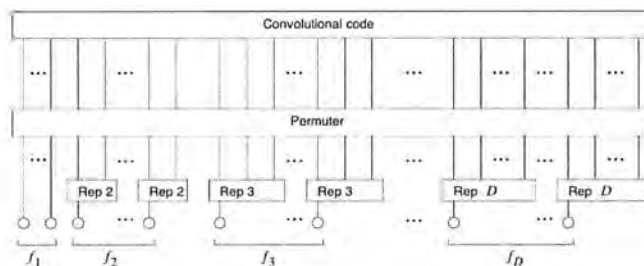 Convolutional code
... ... ... ... ... ... ...
Permuter
... ... ... ... ... ... ...
Rep 2 Rep 2 Rep 3 Rep 3 Rep D Rep D
... ... ... ...
f1 f2 f3 fD